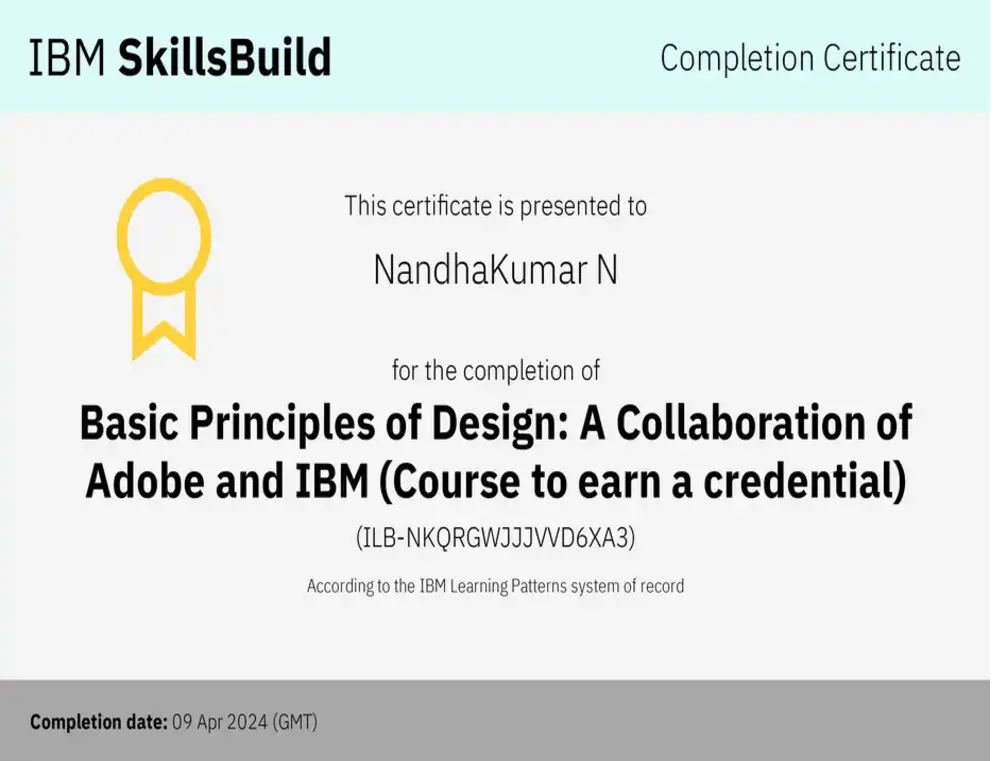 IBM SkillsBuild
Completion Certificate
This certificate is presented to
NandhaKumar N
for the completion of
Basic Principles of Design: A Collaboration of
Adobe and IBM (Course to earn a credential)
(ILB-NKQRGWJJJVVD6XA3)
According to the IBM Learning Patterns system of record
Completion date: 09 Apr 2024 (GMT)